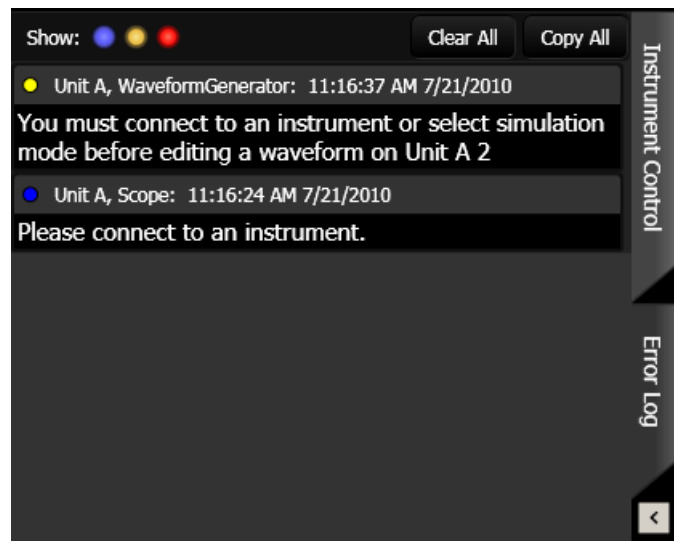 Show: Clear All Copy All
Unit A, WaveformGenerator: 11:16:37 AM 7/21/2010
You must connect to an instrument or select simulation
mode before editing a waveform on Unit A 2
Unit A, Scope: 11:16:24 AM 7/21/2010
Please connect to an instrument.
Instrument Control
Error Log